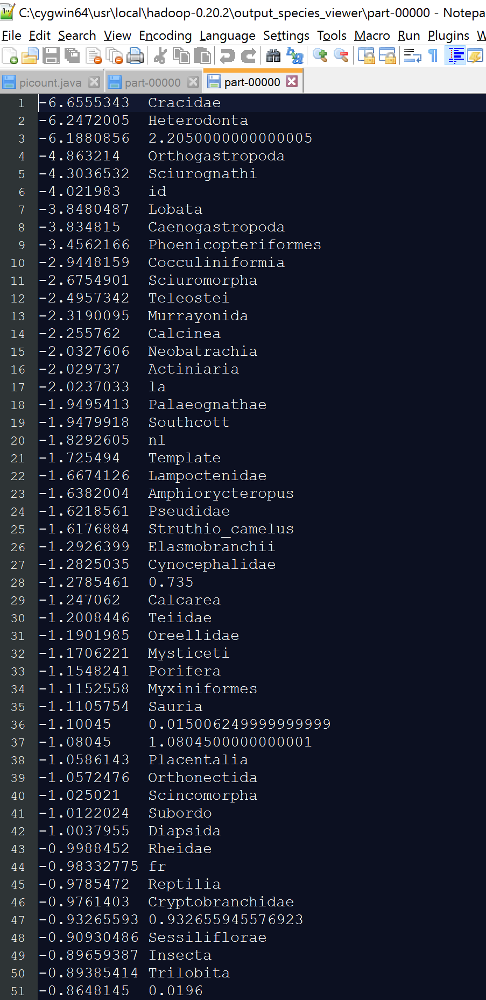 C:\cygwin64\usr\local\hadoop-0.20.2\output_species_viewer\part-00000 - Notepa
File Edit Search View Encoding Language Settings Tools Macro Run Plugins W
picount.java part-00000 part-00000
1 -6.6555343 Cracidae
2 -6.2472005 Heterodonta
3 -6.1880856 2.2050000000000005
4 -4.863214 Orthogastropoda
5 -4.3036532 Sciurognathi
6 -4.021983 id
7 -3.8480487 Lobata
8 -3.834815 Caenogastropoda
9 -3.4562166 Phoenicopteriformes
10 -2.9448159 Cocculiniformia
11 -2.6754901 Sciuromorpha
12 -2.4957342 Teleostei
13 -2.3190095 Murrayonida
14 -2.255762 Calcinea
15 -2.0327606 Neobatrachia
16 -2.029737 Actiniaria
17 -2.0237033 la
18 -1.9495413 Palaeognathae
19 -1.9479918 Southcott
20 -1.8292605 nl
21 -1.725494 Template
22 -1.6674126 Lampoctenidae
23 -1.6382004 Amphiorycteropus
24 -1.6218561 Pseudidae
25 -1.6176884 Struthio_camelus
26 -1.2926399 Elasmobranchii
27 -1.2825035 Cynocephalidae
28 -1.2785461 0.735
29 -1.247062 Calcarea
30 -1.2008446 Teiidae
31 -1.1901985 Oreellidae
32 -1.1706221 Mysticeti
33 -1.1548241 Porifera
34 -1.1152558 Myxiniformes
35 -1.1105754 Sauria
36 -1.10045 0.015006249999999999
37 -1.08045 1.0804500000000001
38 -1.0586143 Placentalia
39 -1.0572476 Orthonectida
40 -1.025021 Scincomorpha
41 -1.0122024 Subordo
42 -1.0037955 Diapsida
43 -0.9988452 Rheidae
44 -0.98332775 fr
45 -0.9785472 Reptilia
46 -0.9761403 Cryptobranchidae
47 -0.93265593 0.932655945576923
48 -0.90930486 Sessiliflorae
49 -0.89659387 Insecta
50 -0.89385414 Trilobita
51 -0.8648145 0.0196